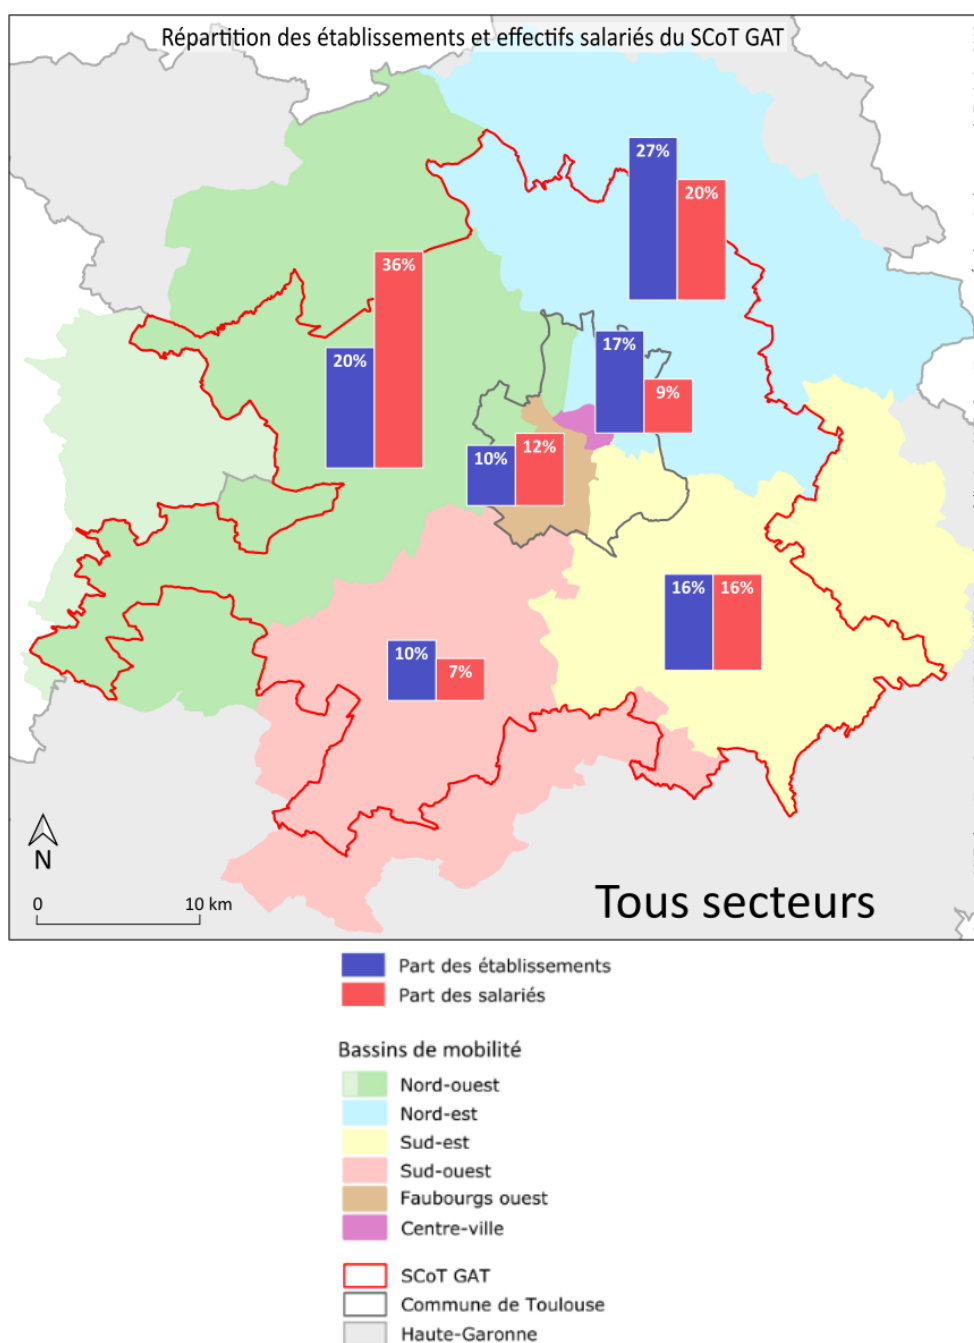 Répartition des établissements et effectifs salariés du SCoT GAT
27%
20%
36%
20%
17%
9%
10%
12%
16%
16%
10%
7%
N
0
10 km
Tous secteurs
Part des établissements
Part des salariés
Bassins de mobilité
Nord-ouest
Nord-est
Sud-est
Sud-ouest
Faubourgs ouest
Centre-ville
SCoT GAT
Commune de Toulouse
Haute-Garonne